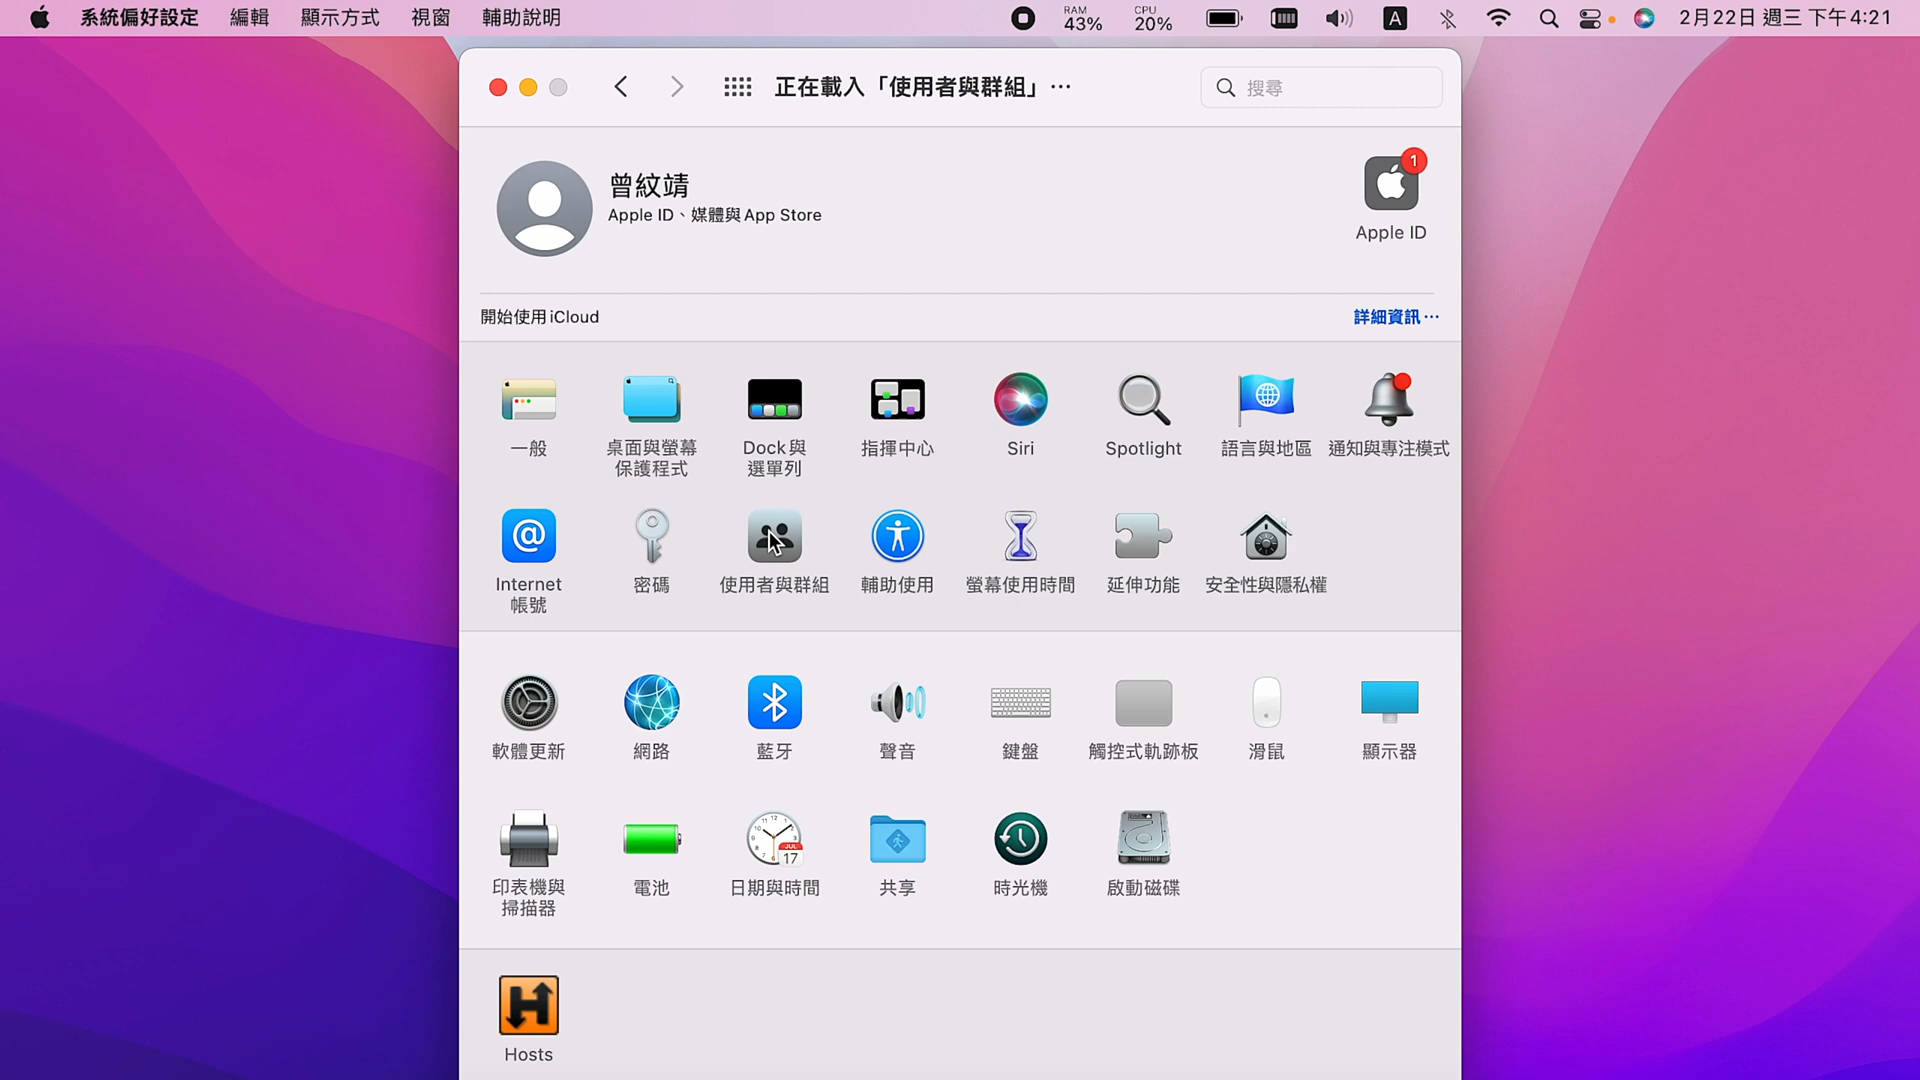 系統偏好設定 編輯 顯示方式 視窗 輔助說明 RAM 43% CPU 20% A 2月22日 週三 下午4:21
正在載入「使用者與群組」⋯
搜尋
曾紋靖
Apple ID、媒體與 App Store
1
Apple ID
開始使用 iCloud
詳細資訊⋯
一般
桌面與螢幕
保護程式
Dock 與
選單列
指揮中心
Siri
Spotlight
語言與地區
通知與專注模式
Internet
帳號
密碼
使用者與群組
輔助使用
螢幕使用時間
延伸功能
安全性與隱私權
軟體更新
網路
藍牙
聲音
鍵盤
觸控式軌跡板
滑鼠
顯示器
印表機與
掃描器
電池
JUL
17
日期與時間
共享
時光機
啟動磁碟
Hosts